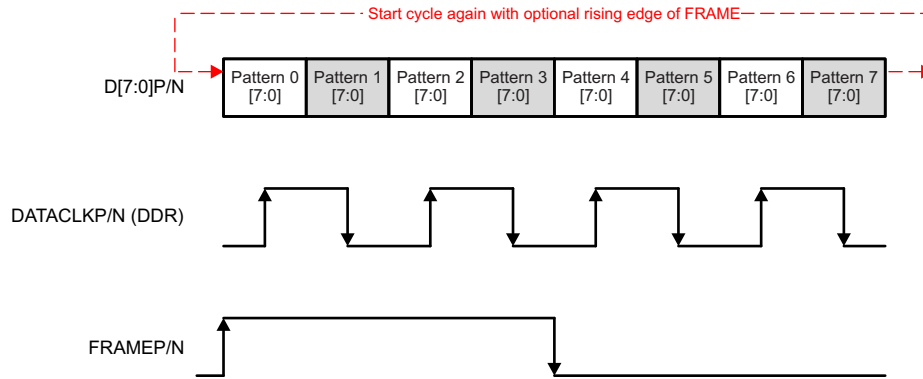 Start cycle again with optional rising edge of FRAME
D[7:0]P/N
Pattern 0
[7:0]
Pattern 1
[7:0]
Pattern 2
[7:0]
Pattern 3
[7:0]
Pattern 4
[7:0]
Pattern 5
[7:0]
Pattern 6
[7:0]
Pattern 7
[7:0]
DATACLKP/N (DDR)
FRAMEP/N